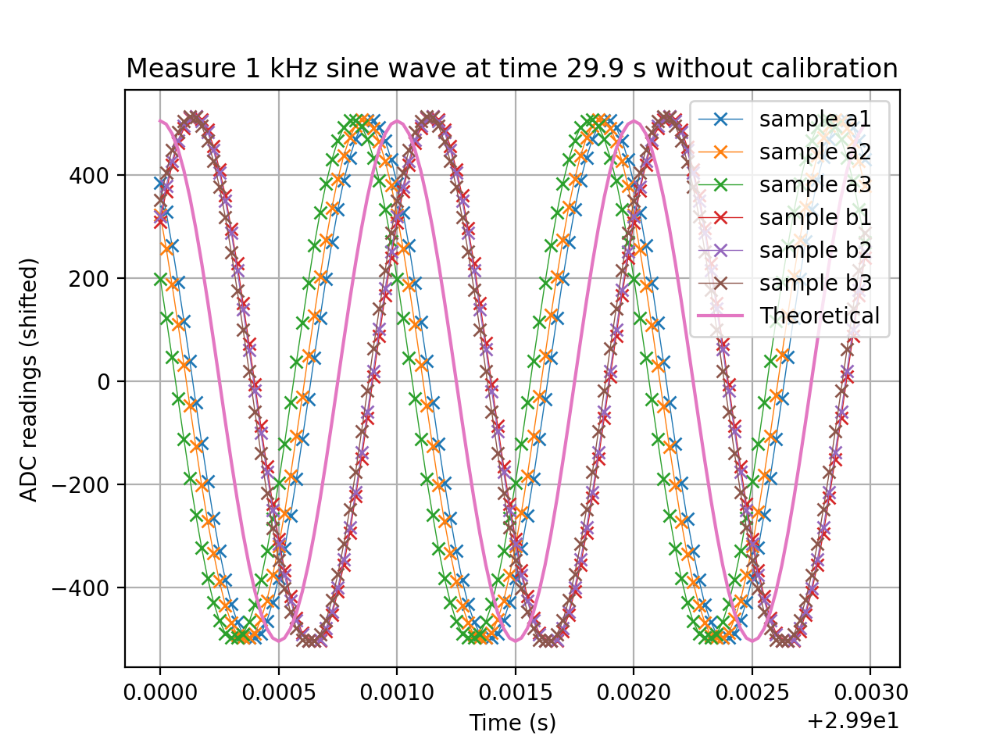 Measure 1 kHz sine wave at time 29.9 s without calibration
ADC readings (shifted)
400
200
0
−200
−400
sample a1
sample a2
sample a3
sample b1
sample b2
sample b3
Theoretical
0.0000 0.0005 0.0010 0.0015 0.0020 0.0025 0.0030
Time (s)
+2.99e1